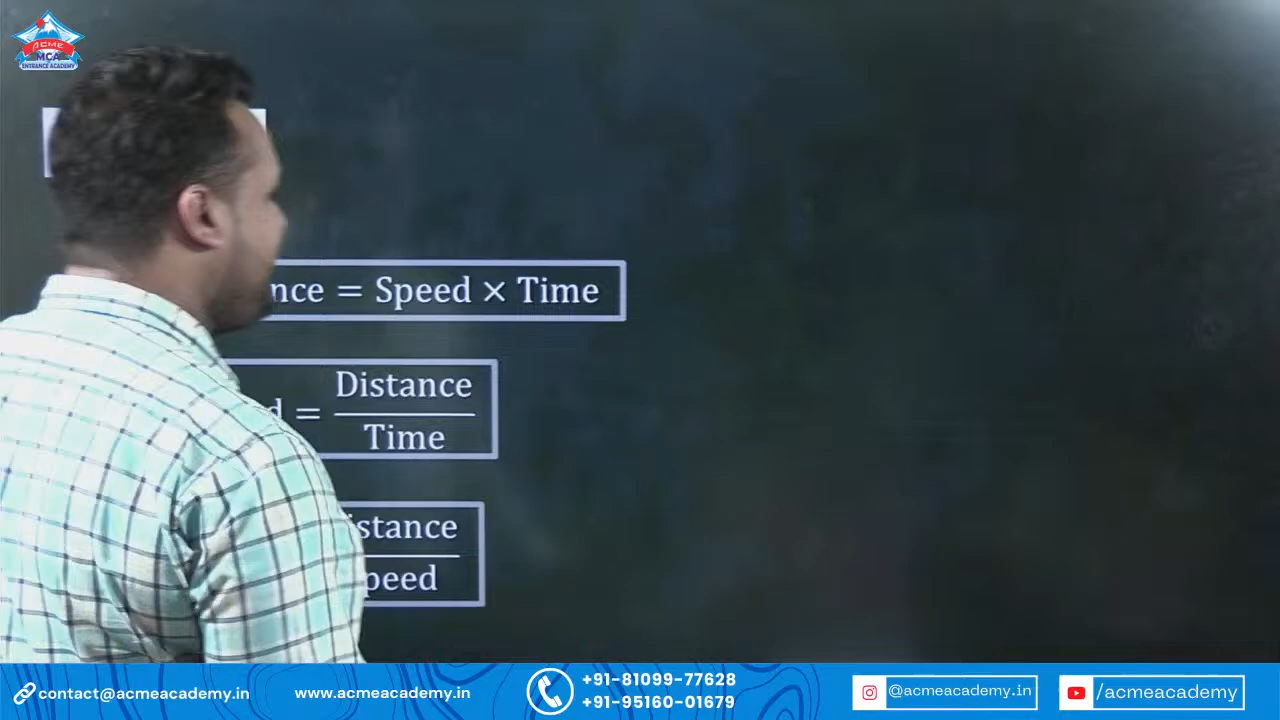 ACME
MCA
ENTRANCE ACADEMY
nce = Speed × Time
d = Distance
Time
istance
peed
contact@acmeacademy.in
www.acmeacademy.in
+91-81099-77628
+91-95160-01679
@acmeacademy.in
/acmeacademy